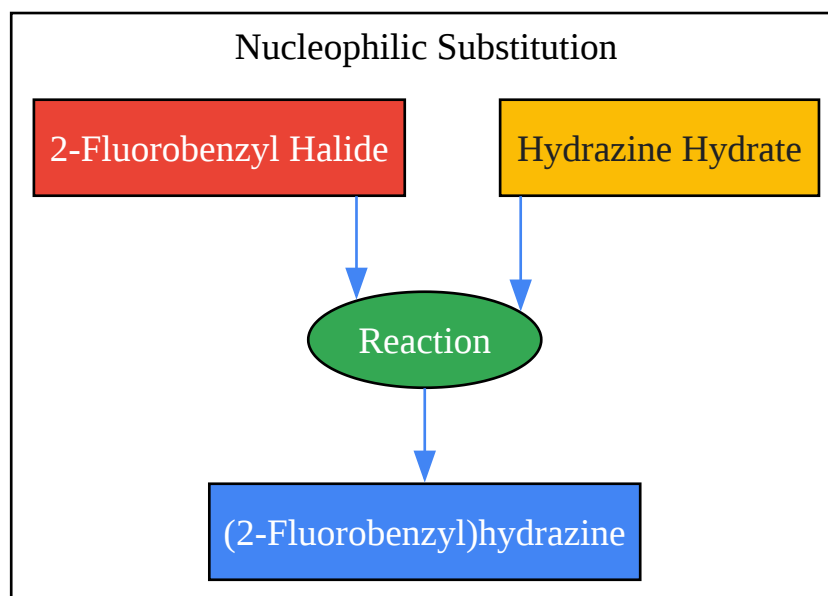 Nucleophilic Substitution
2-Fluorobenzyl Halide
Hydrazine Hydrate
Reaction
(2-Fluorobenzyl)hydrazine